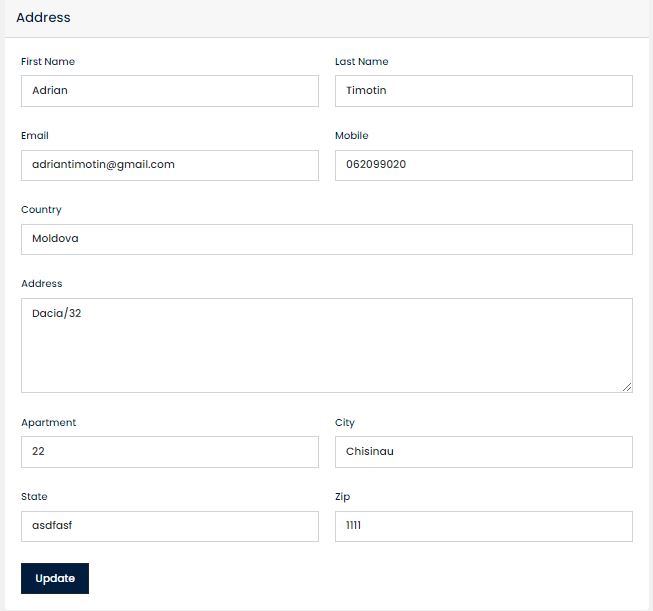 Address
First Name
Last Name
Adrian
Timotin
Email
Mobile
adriantimotin@gmail.com
062099020
Country
Moldova
Address
Dacia/32
Apartment
City
22
Chisinau
State
Zip
asdfasf
1111
Update